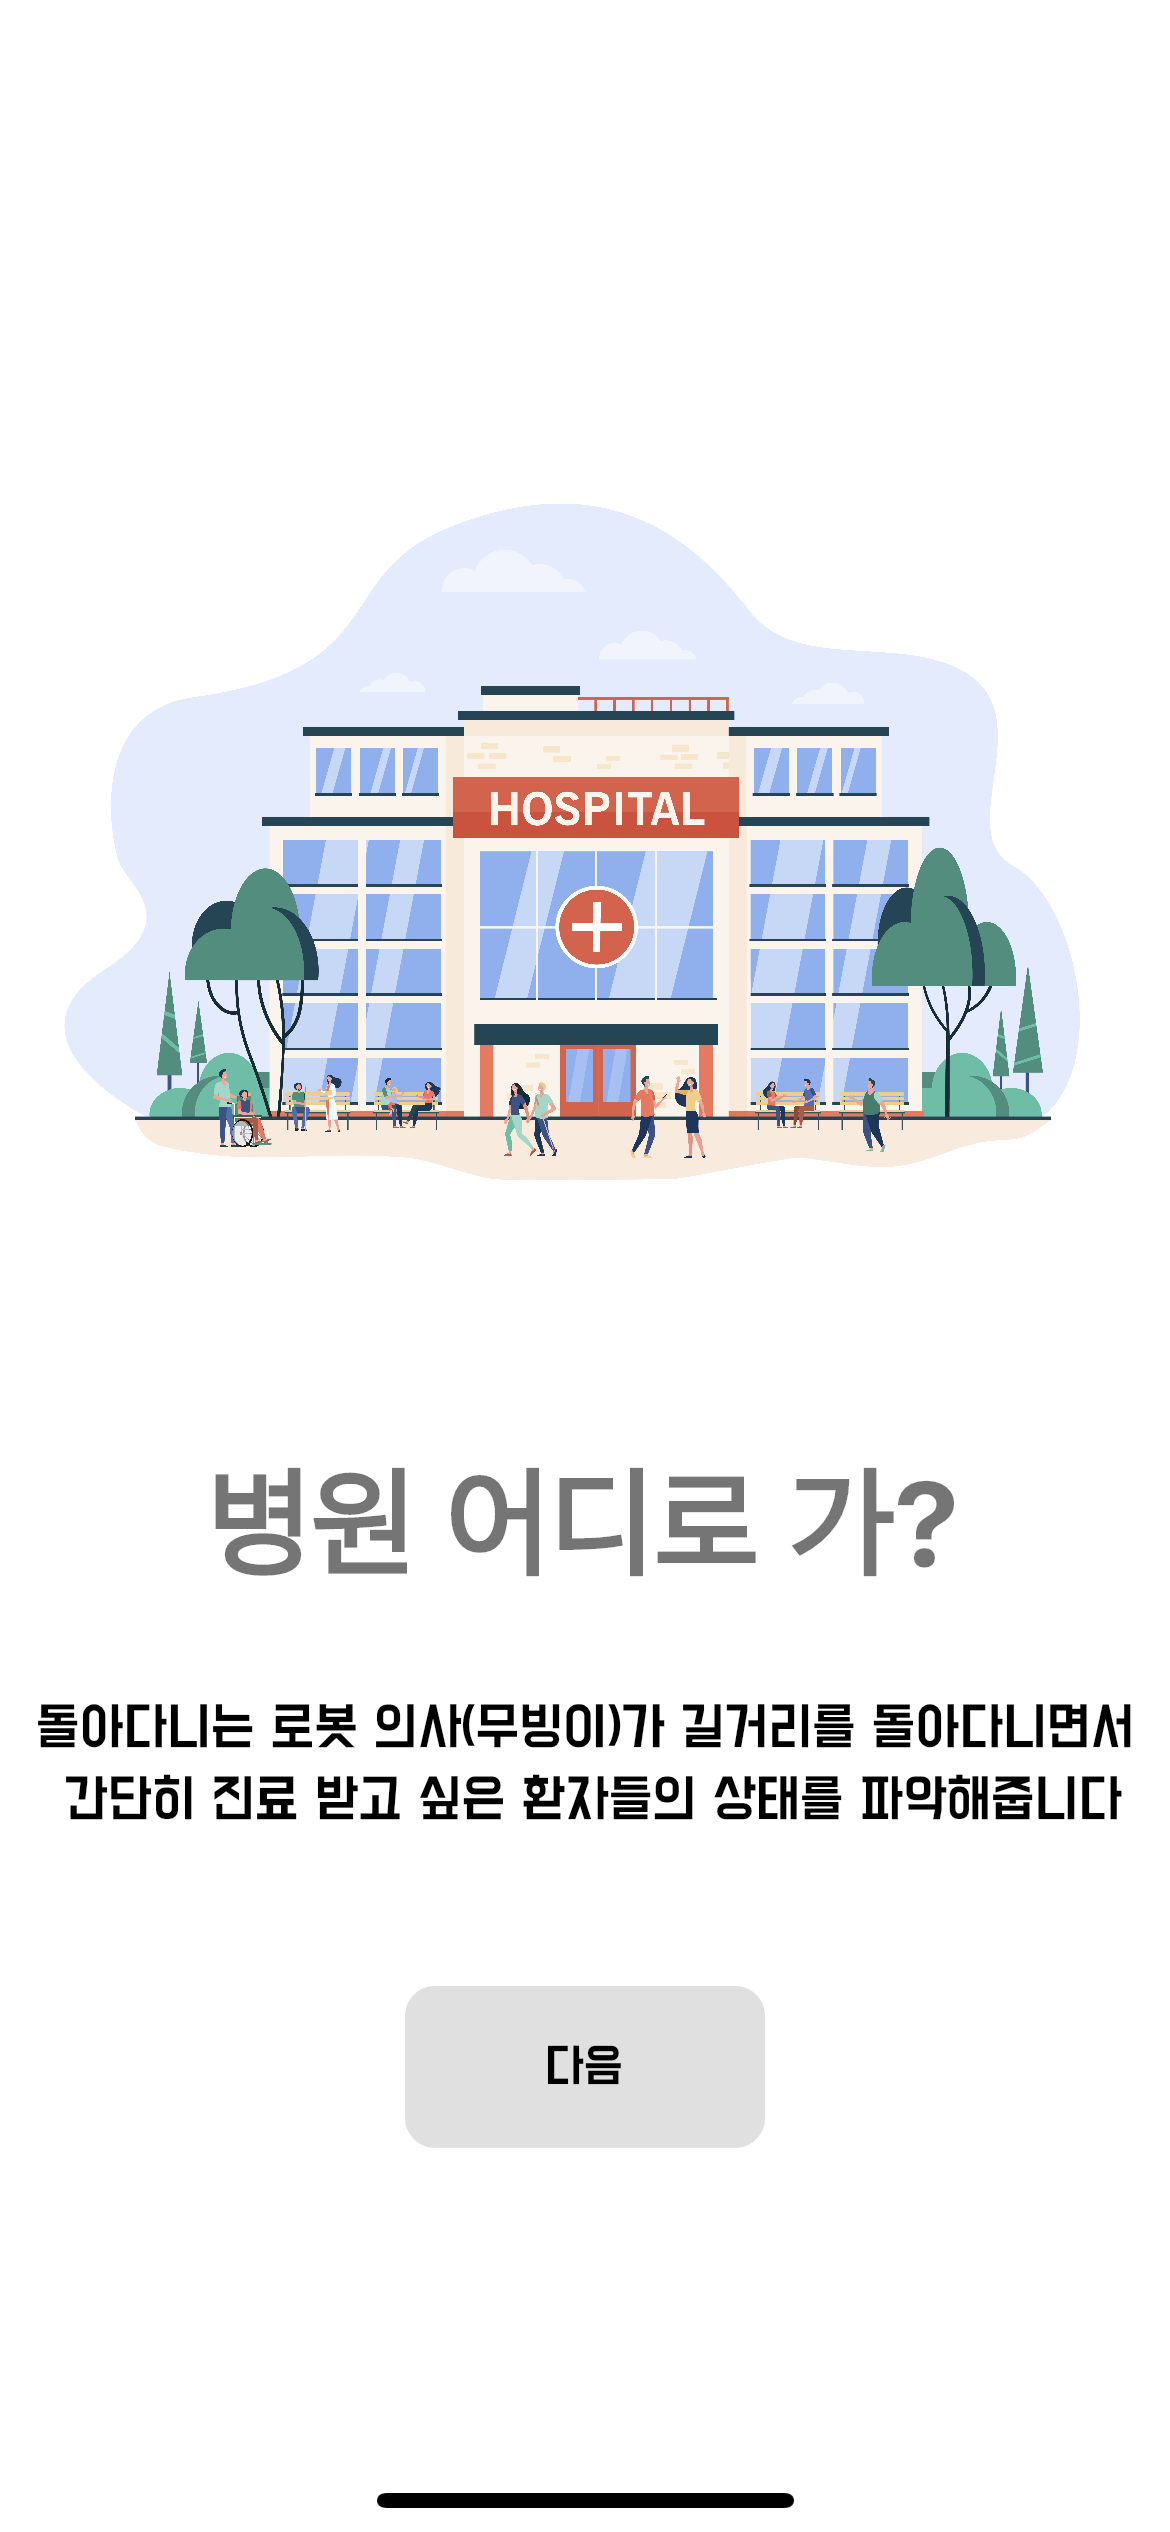 HOSPITAL
병원 어디로 가?
돌아다니는 로봇 의사(무빙이)가 길거리를 돌아다니면서
간단히 진료 받고 싶은 환자들의 상태를 파악해줍니다
다음